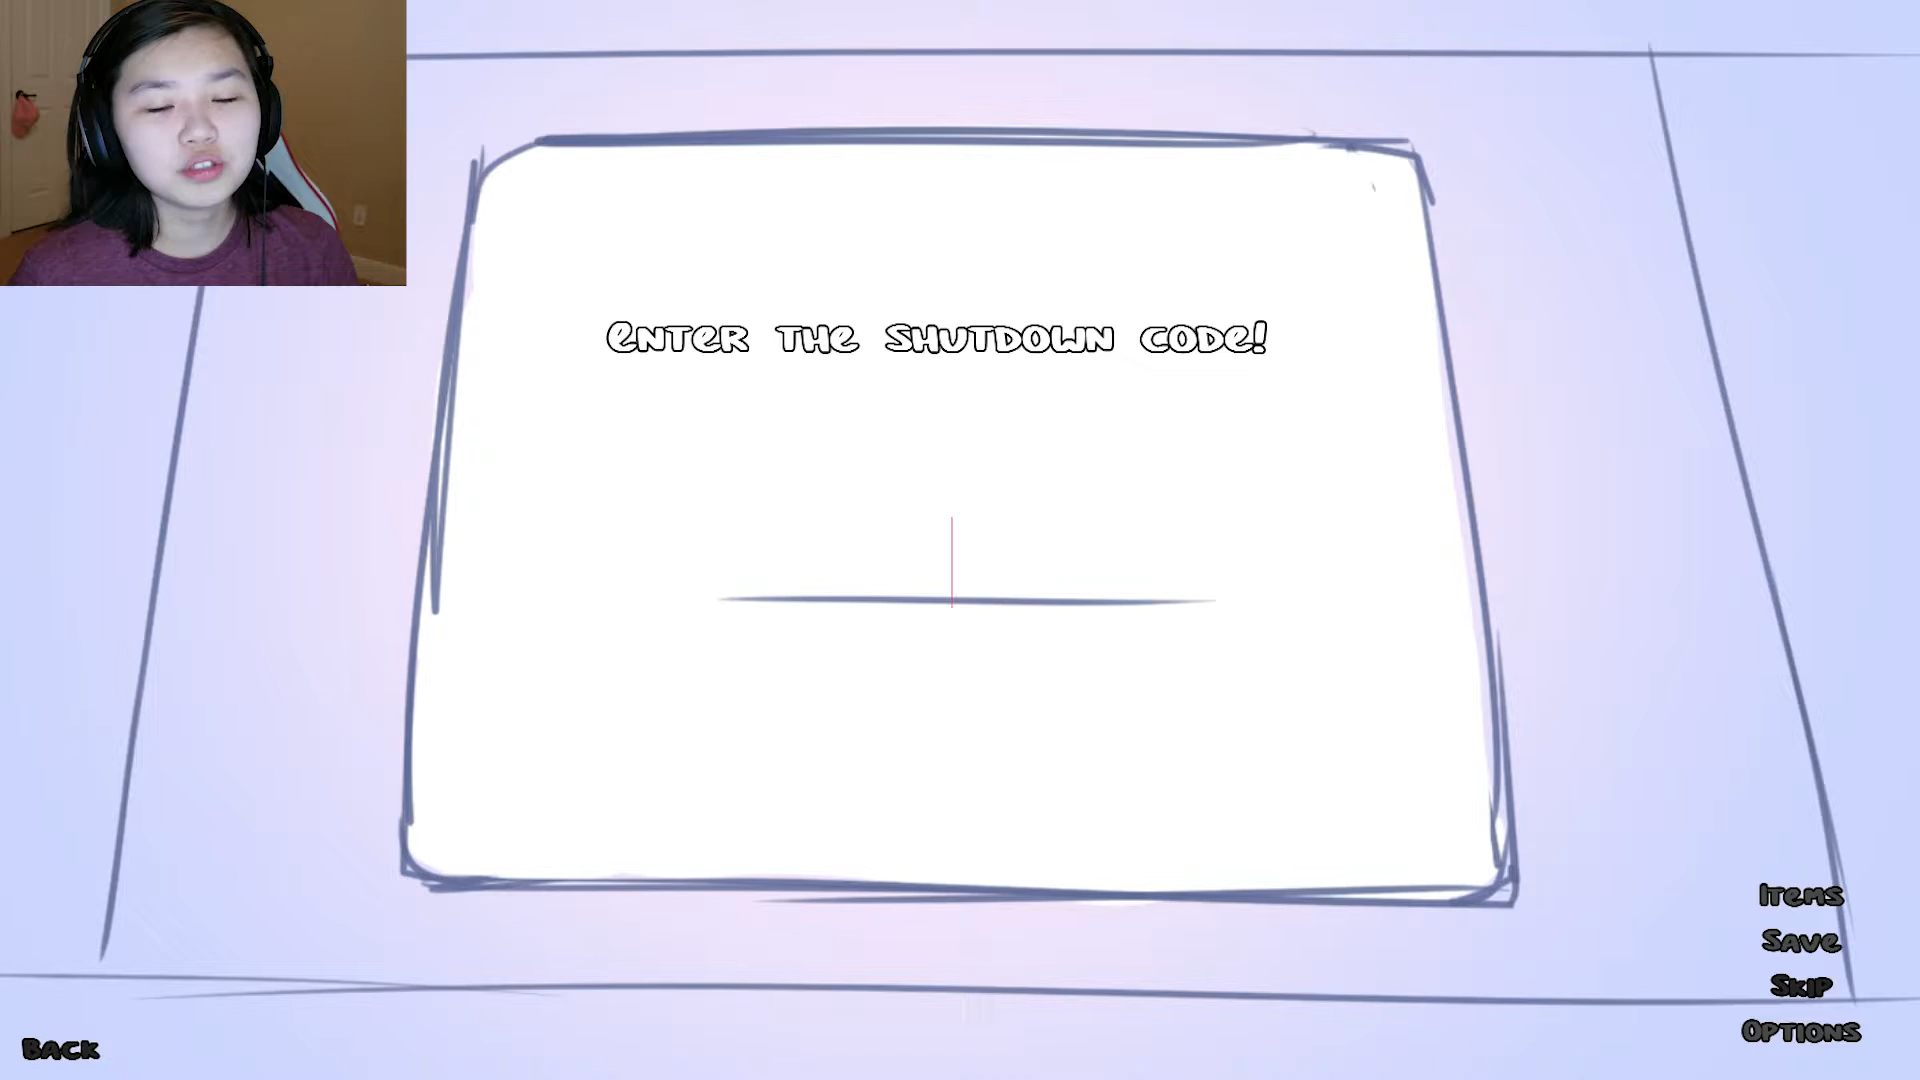 ENTER THE SHUTDOWN CODE!
Items
Save
Skip
Options
Back